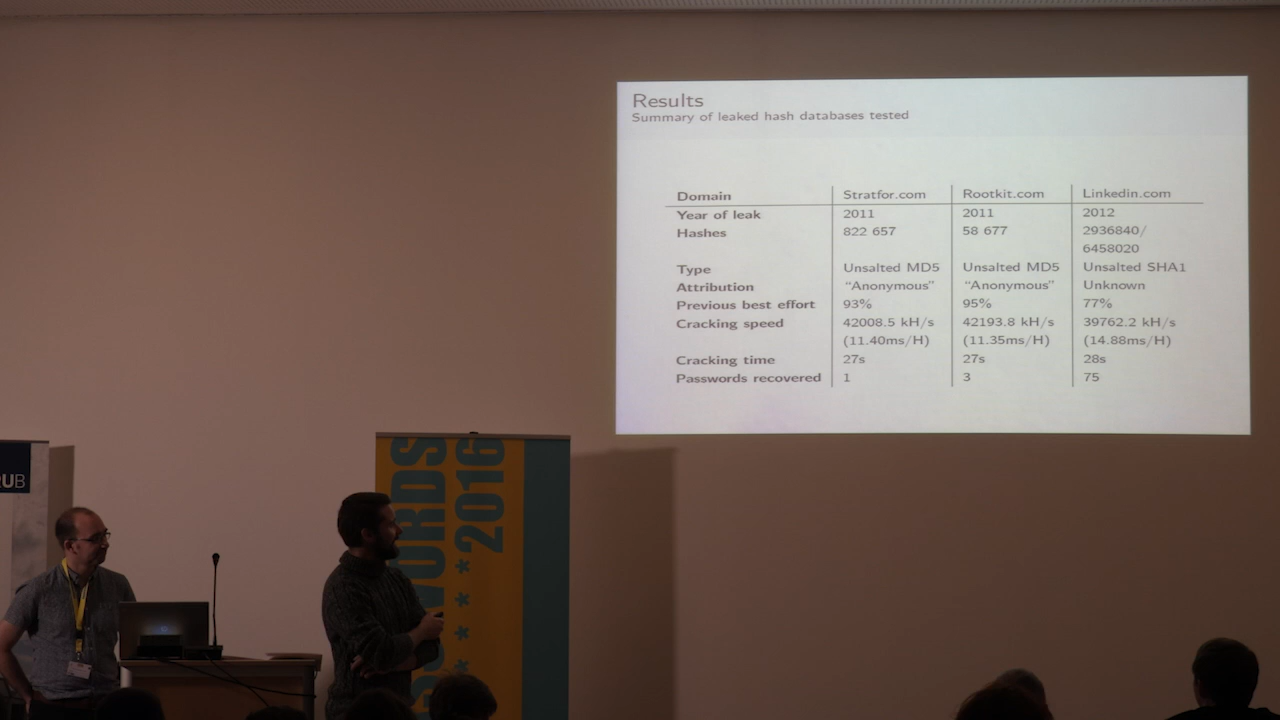 Results
Summary of leaked hash databases tested
Domain Stratfor.com Rootkit.com Linkedin.com
Year of leak 2011 2011 2012
Hashes 822 657 58 677 2936840/
6458020
Type Unsalted MD5 Unsalted MD5 Unsalted SHA1
Attribution “Anonymous” “Anonymous” Unknown
Previous best effort 93% 95% 77%
Cracking speed 42008.5 kH/s 42193.8 kH/s 39762.2 kH/s
(11.40ms/H) (11.35ms/H) (14.88ms/H)
Cracking time 27s 27s 28s
Passwords recovered 1 3 75
RUB
WORDS
2016
****